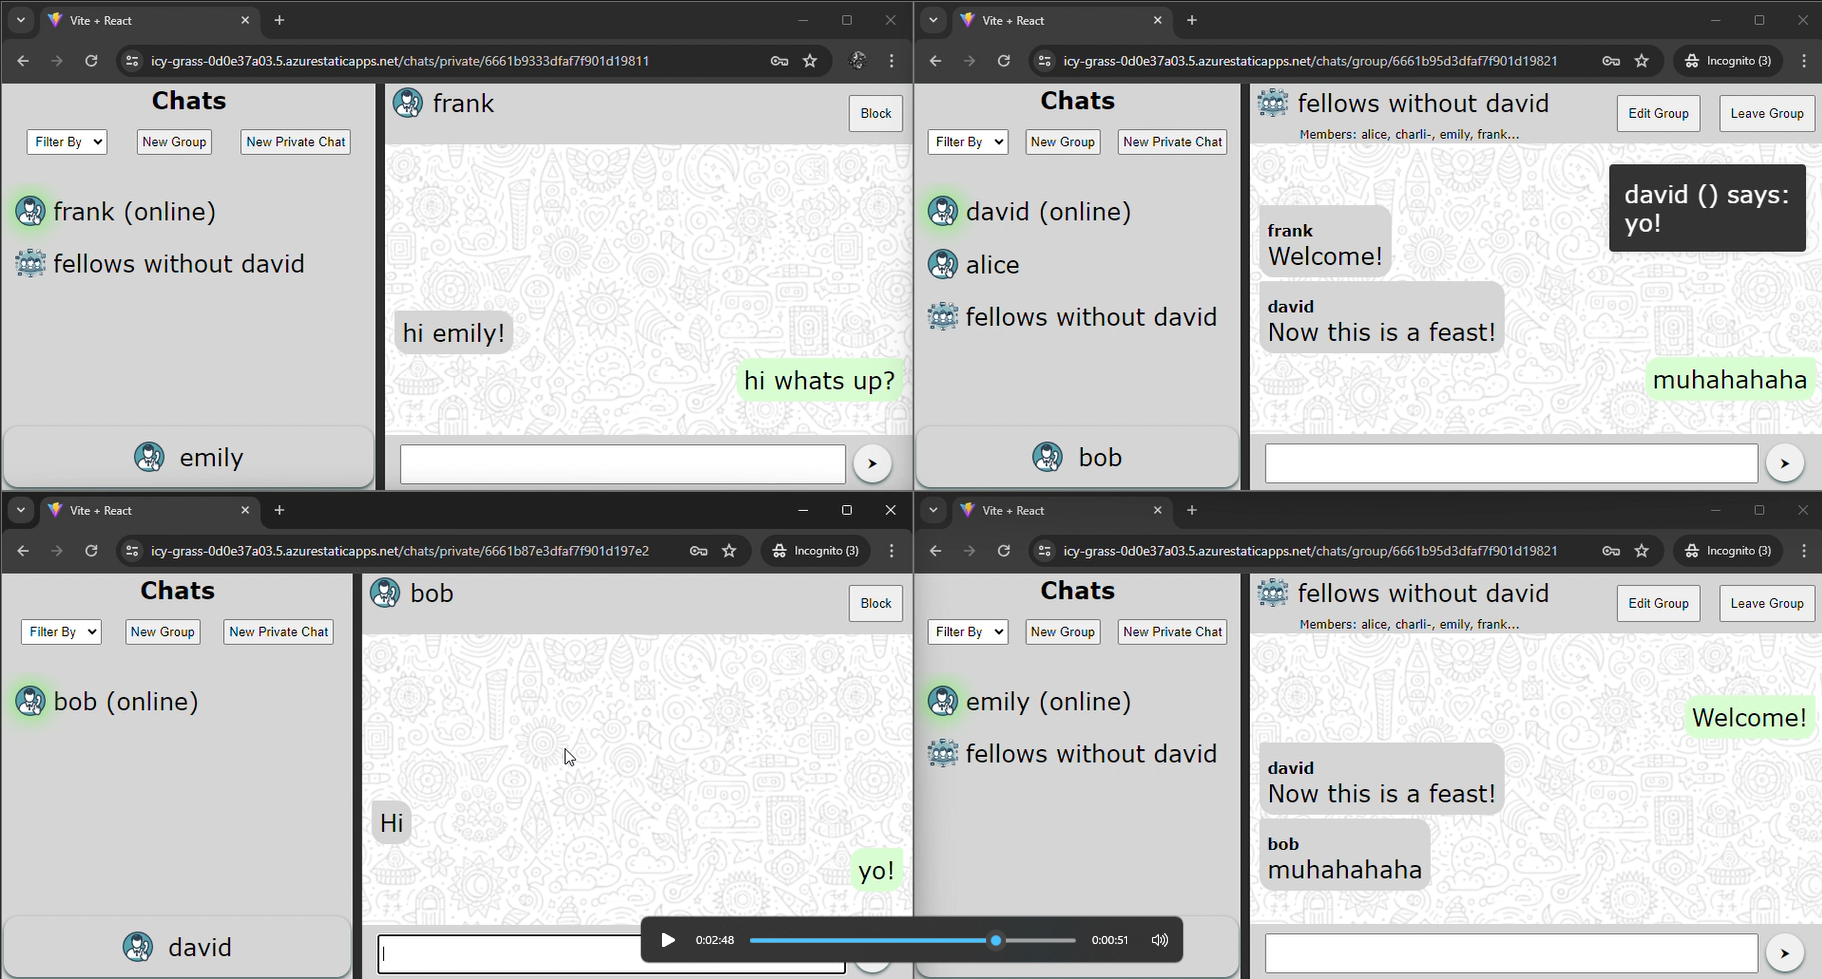 Vite + React
icy-grass-0d0e37a03.5.azurestaticapps.net/chats/private/6661b9333dfaf7f901d19811
Chats
Filter By
New Group
New Private Chat
frank (online)
fellows without david
emily
frank
Block
hi emily!
hi whats up?
Vite + React
icy-grass-0d0e37a03.5.azurestaticapps.net/chats/group/6661b95d3dfaf7f901d19821
Incognito (3)
Chats
Filter By
New Group
New Private Chat
david (online)
alice
fellows without david
bob
fellows without david
Members: alice, charli-, emily, frank...
Edit Group
Leave Group
david () says:
yo!
frank
Welcome!
david
Now this is a feast!
muhahahaha
Vite + React
icy-grass-0d0e37a03.5.azurestaticapps.net/chats/private/6661b87e3dfaf7f901d197e2
Incognito (3)
Chats
Filter By
New Group
New Private Chat
bob (online)
david
bob
Block
Hi
yo!
Vite + React
icy-grass-0d0e37a03.5.azurestaticapps.net/chats/group/6661b95d3dfaf7f901d19821
Incognito (3)
Chats
Filter By
New Group
New Private Chat
emily (online)
fellows without david
fellows without david
Members: alice, charli-, emily, frank...
Edit Group
Leave Group
Welcome!
david
Now this is a feast!
bob
muhahahaha
0:02:48
0:00:51